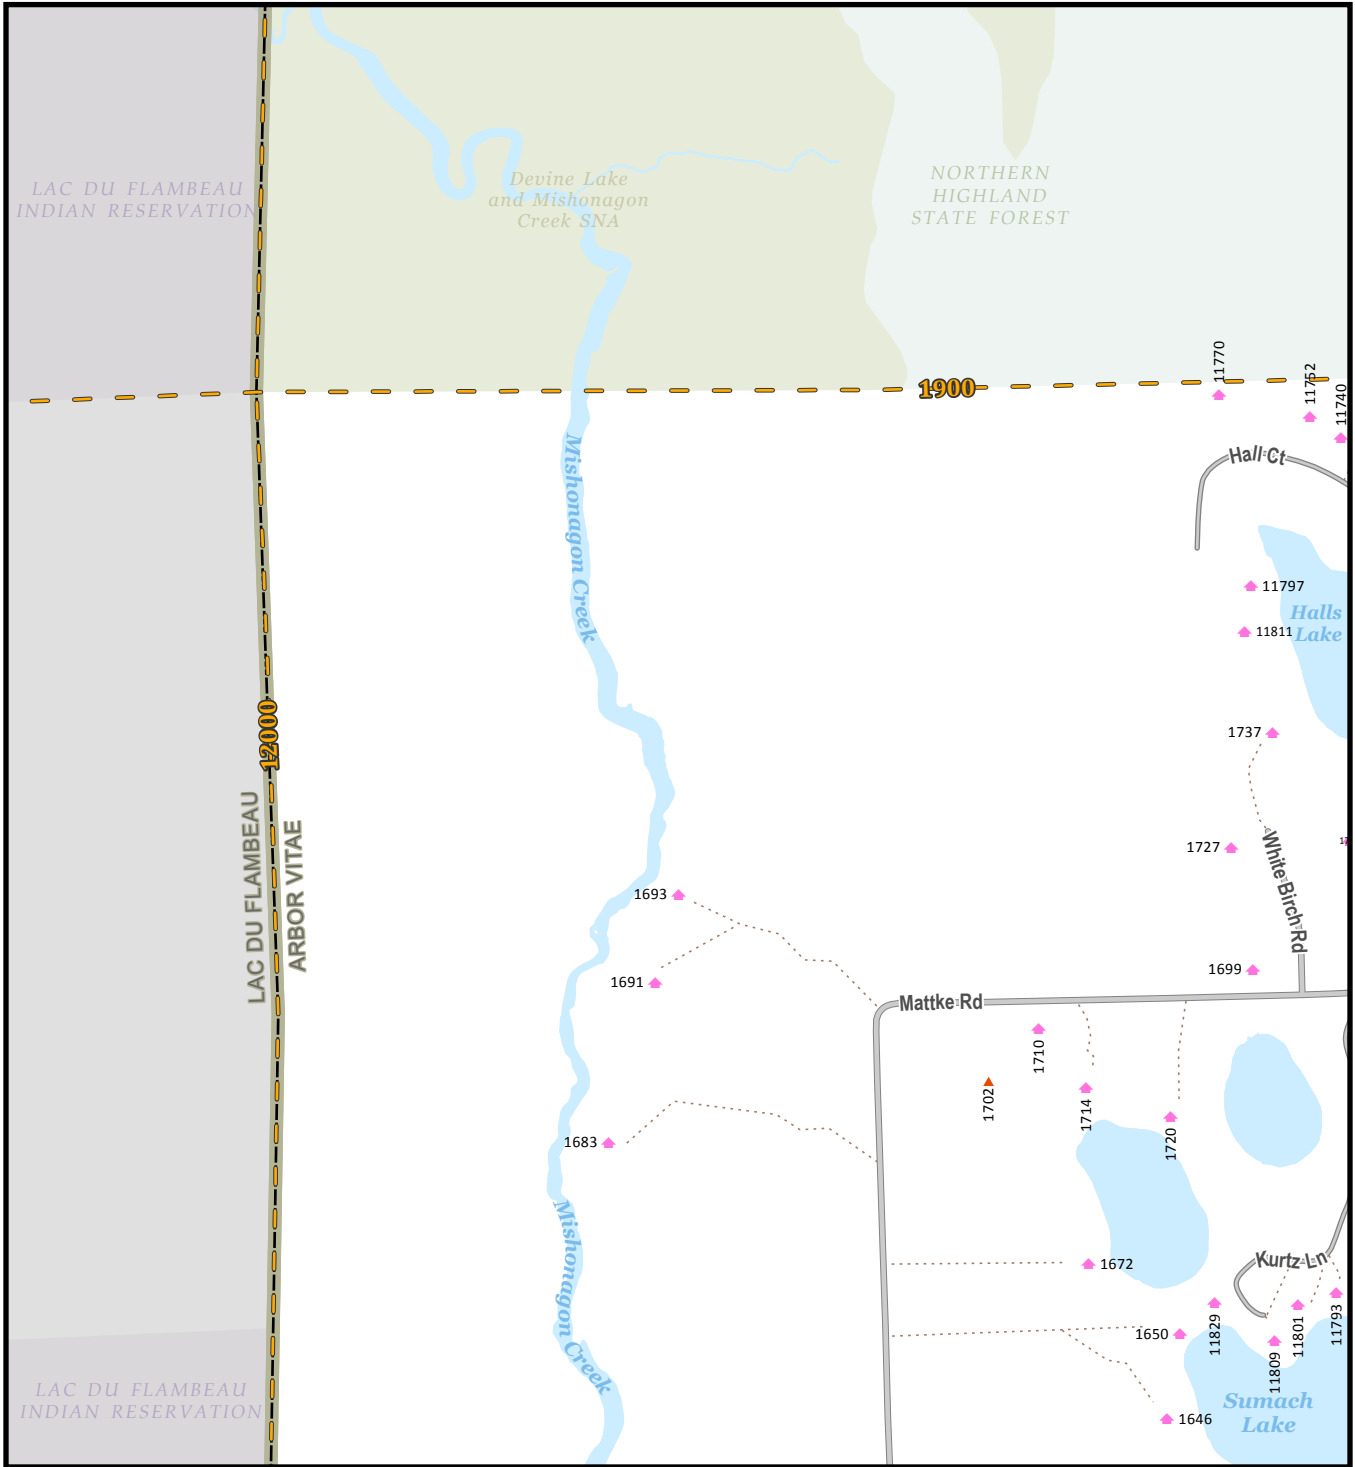 LAC DU FLAMBEAU
INDIAN RESERVATION
Devine Lake
and Mishonagon
Creek SNA
NORTHERN
HIGHLAND
STATE FOREST
1900
11770
11752
11740
Hall Ct
Mishonagon Creek
11797
11811
Halls
Lake
12000
1737
LAC DU FLAMBEAU
ARBOR VITAE
1727
White Birch Rd
1693
1691
1699
Mattke Rd
1710
1702
1714
1720
1683
Mishonagon Creek
1672
Kurtz Ln
1650
11829
11809
11801
11793
1646
Sumach
Lake
LAC DU FLAMBEAU
INDIAN RESERVATION